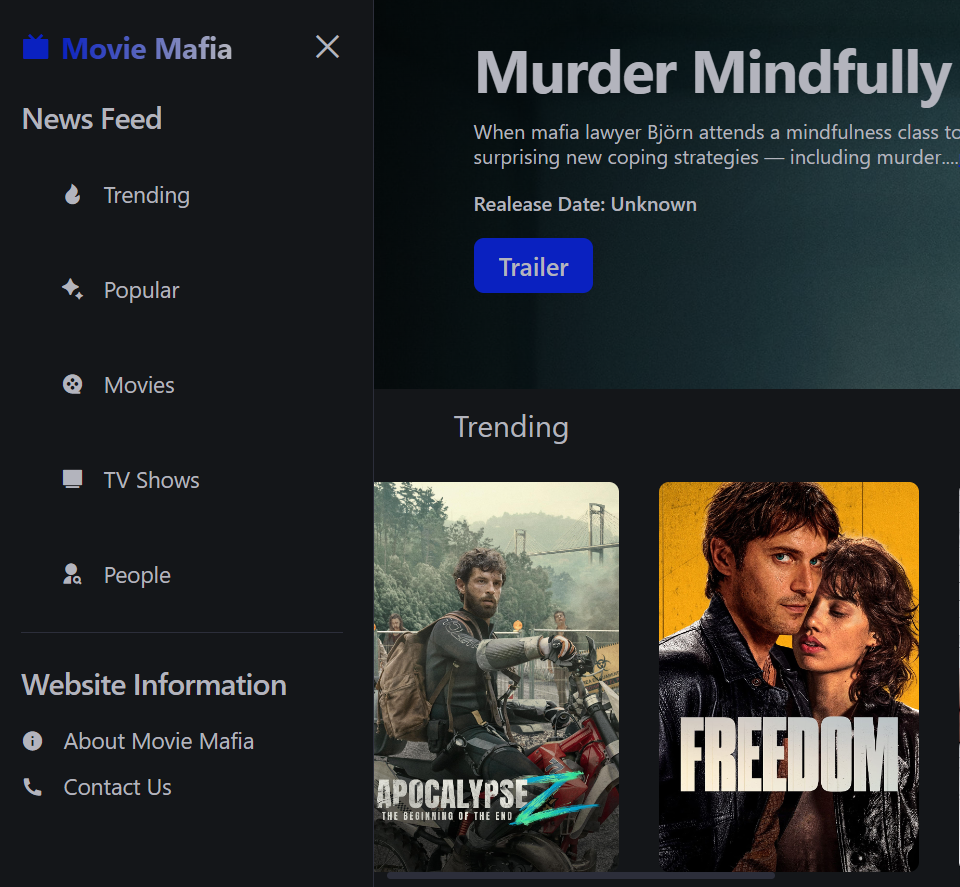 Movie Mafia
News Feed
Trending
Popular
Movies
TV Shows
People
Website Information
About Movie Mafia
Contact Us
Murder Mindfully
When mafia lawyer Björn attends a mindfulness class to
surprising new coping strategies — including murder....
Realease Date: Unknown
Trailer
Trending
APOCALYPSE Z
THE BEGINNING OF THE END
FREEDOM